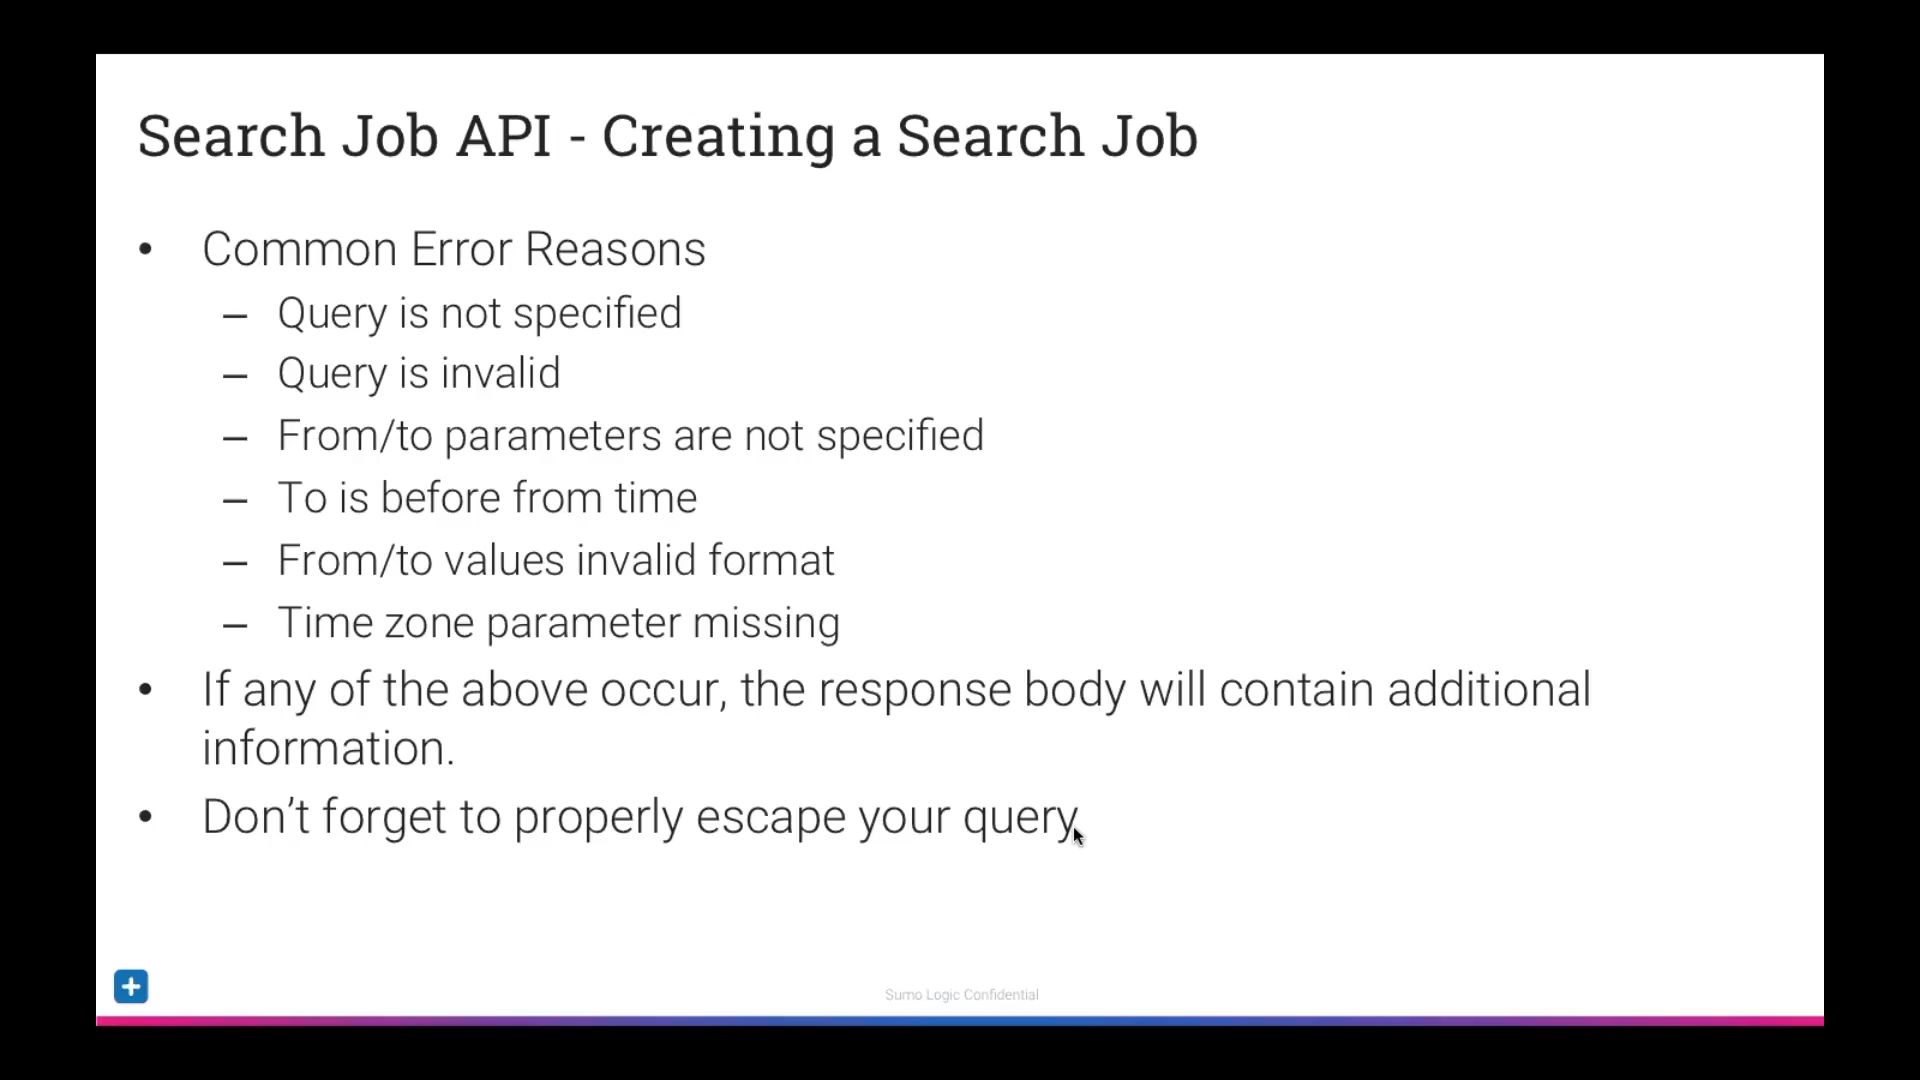 Search Job API - Creating a Search Job
• Common Error Reasons
– Query is not specified
– Query is invalid
– From/to parameters are not specified
– To is before from time
– From/to values invalid format
– Time zone parameter missing
• If any of the above occur, the response body will contain additional
information.
• Don’t forget to properly escape your query
Sumo Logic Confidential